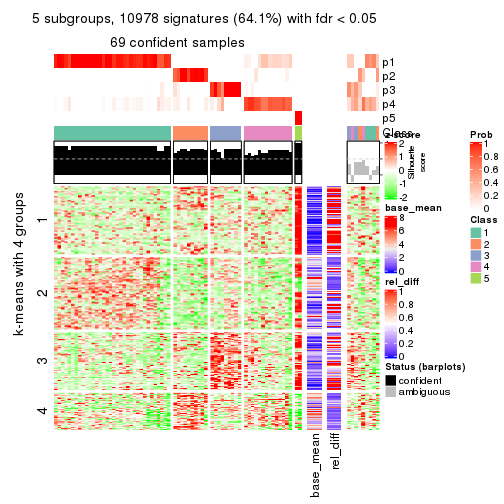 5 subgroups, 10978 signatures (64.1%) with fdr < 0.05
69 confident samples
p1
p2
p3
p4
p5
Class
Silhouette
score
k-means with 4 groups
1
2
3
4
base_mean
rel_diff
z-score
2
1
0
-1
-2
base_mean
8
6
4
2
0
rel_diff
1
0.8
0.6
0.4
0.2
0
Status (barplots)
confident
ambiguous
Prob
1
0.8
0.6
0.4
0.2
0
Class
1
2
3
4
5